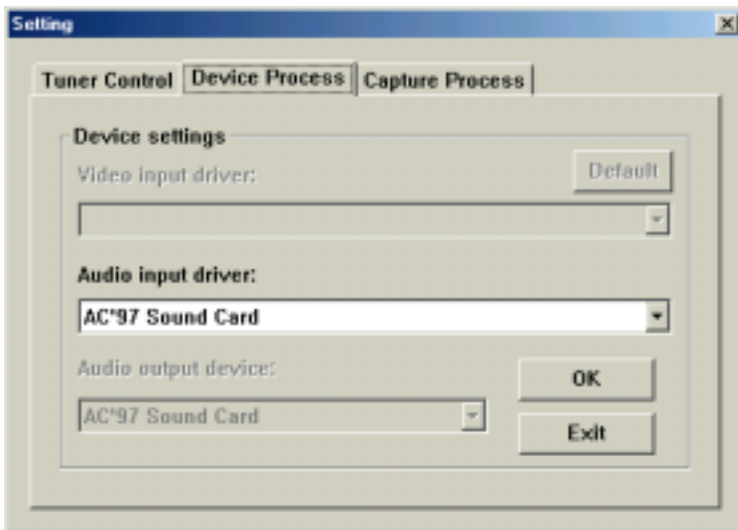 Setting
Tuner Control Device Process Capture Process
Device settings
Video input driver:
Default
Audio input driver:
AC'97 Sound Card
Audio output device:
OK
AC'97 Sound Card
Exit